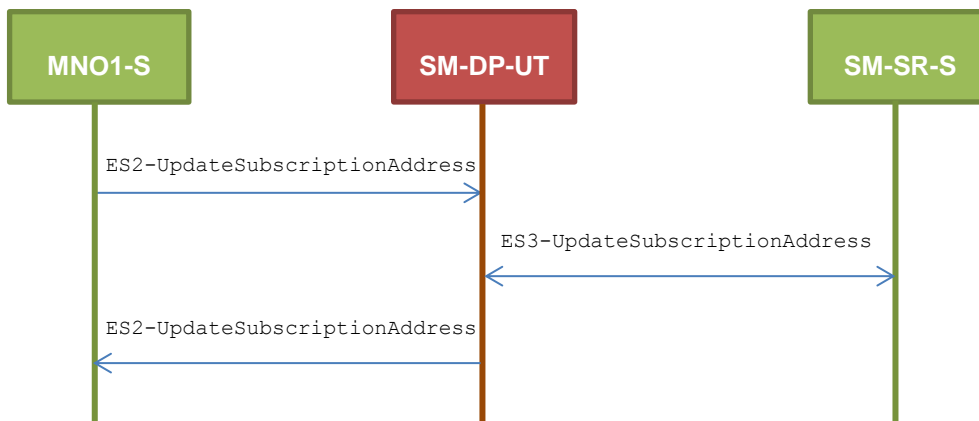 MNO1-S
SM-DP-UT
SM-SR-S
ES2-UpdateSubscriptionAddress
ES3-UpdateSubscriptionAddress
ES2-UpdateSubscriptionAddress